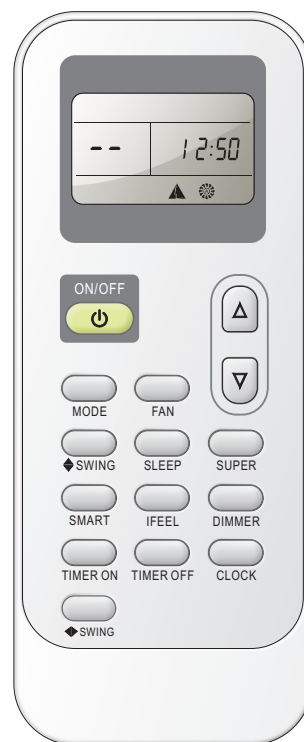 -- 12:50
ON/OFF
MODE FAN
SWING SLEEP SUPER
SMART IFEEL DIMMER
TIMER ON TIMER OFF CLOCK
SWING